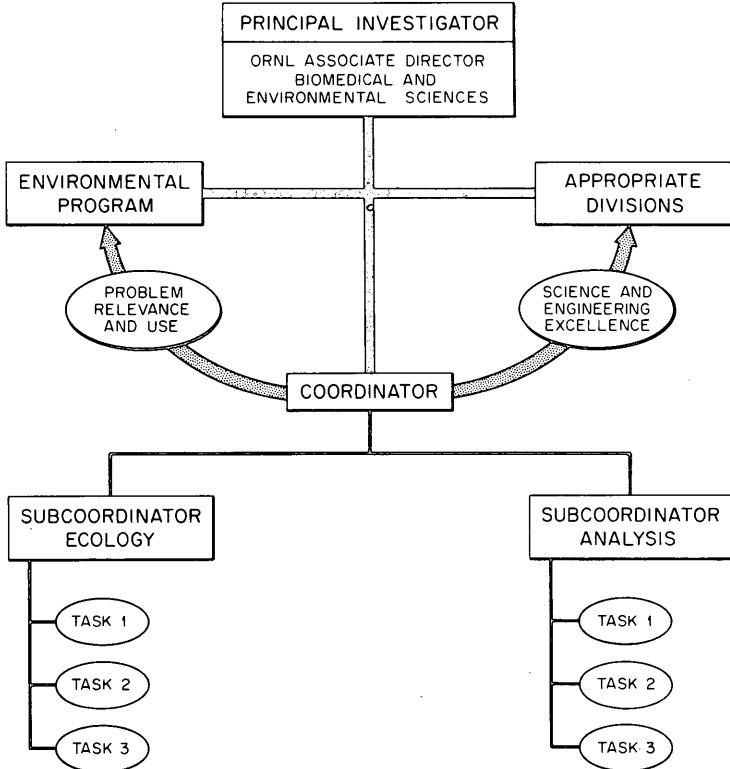 PRINCIPAL INVESTIGATOR
ORNL ASSOCIATE DIRECTOR
BIOMEDICAL AND
ENVIRONMENTAL SCIENCES
ENVIRONMENTAL
PROGRAM
APPROPRIATE
DIVISIONS
PROBLEM
RELEVANCE
AND USE
SCIENCE AND
ENGINEERING
EXCELLENCE
COORDINATOR
SUBCOORDINATOR
ECOLOGY
SUBCOORDINATOR
ANALYSIS
TASK 1
TASK 2
TASK 3
TASK 1
TASK 2
TASK 3